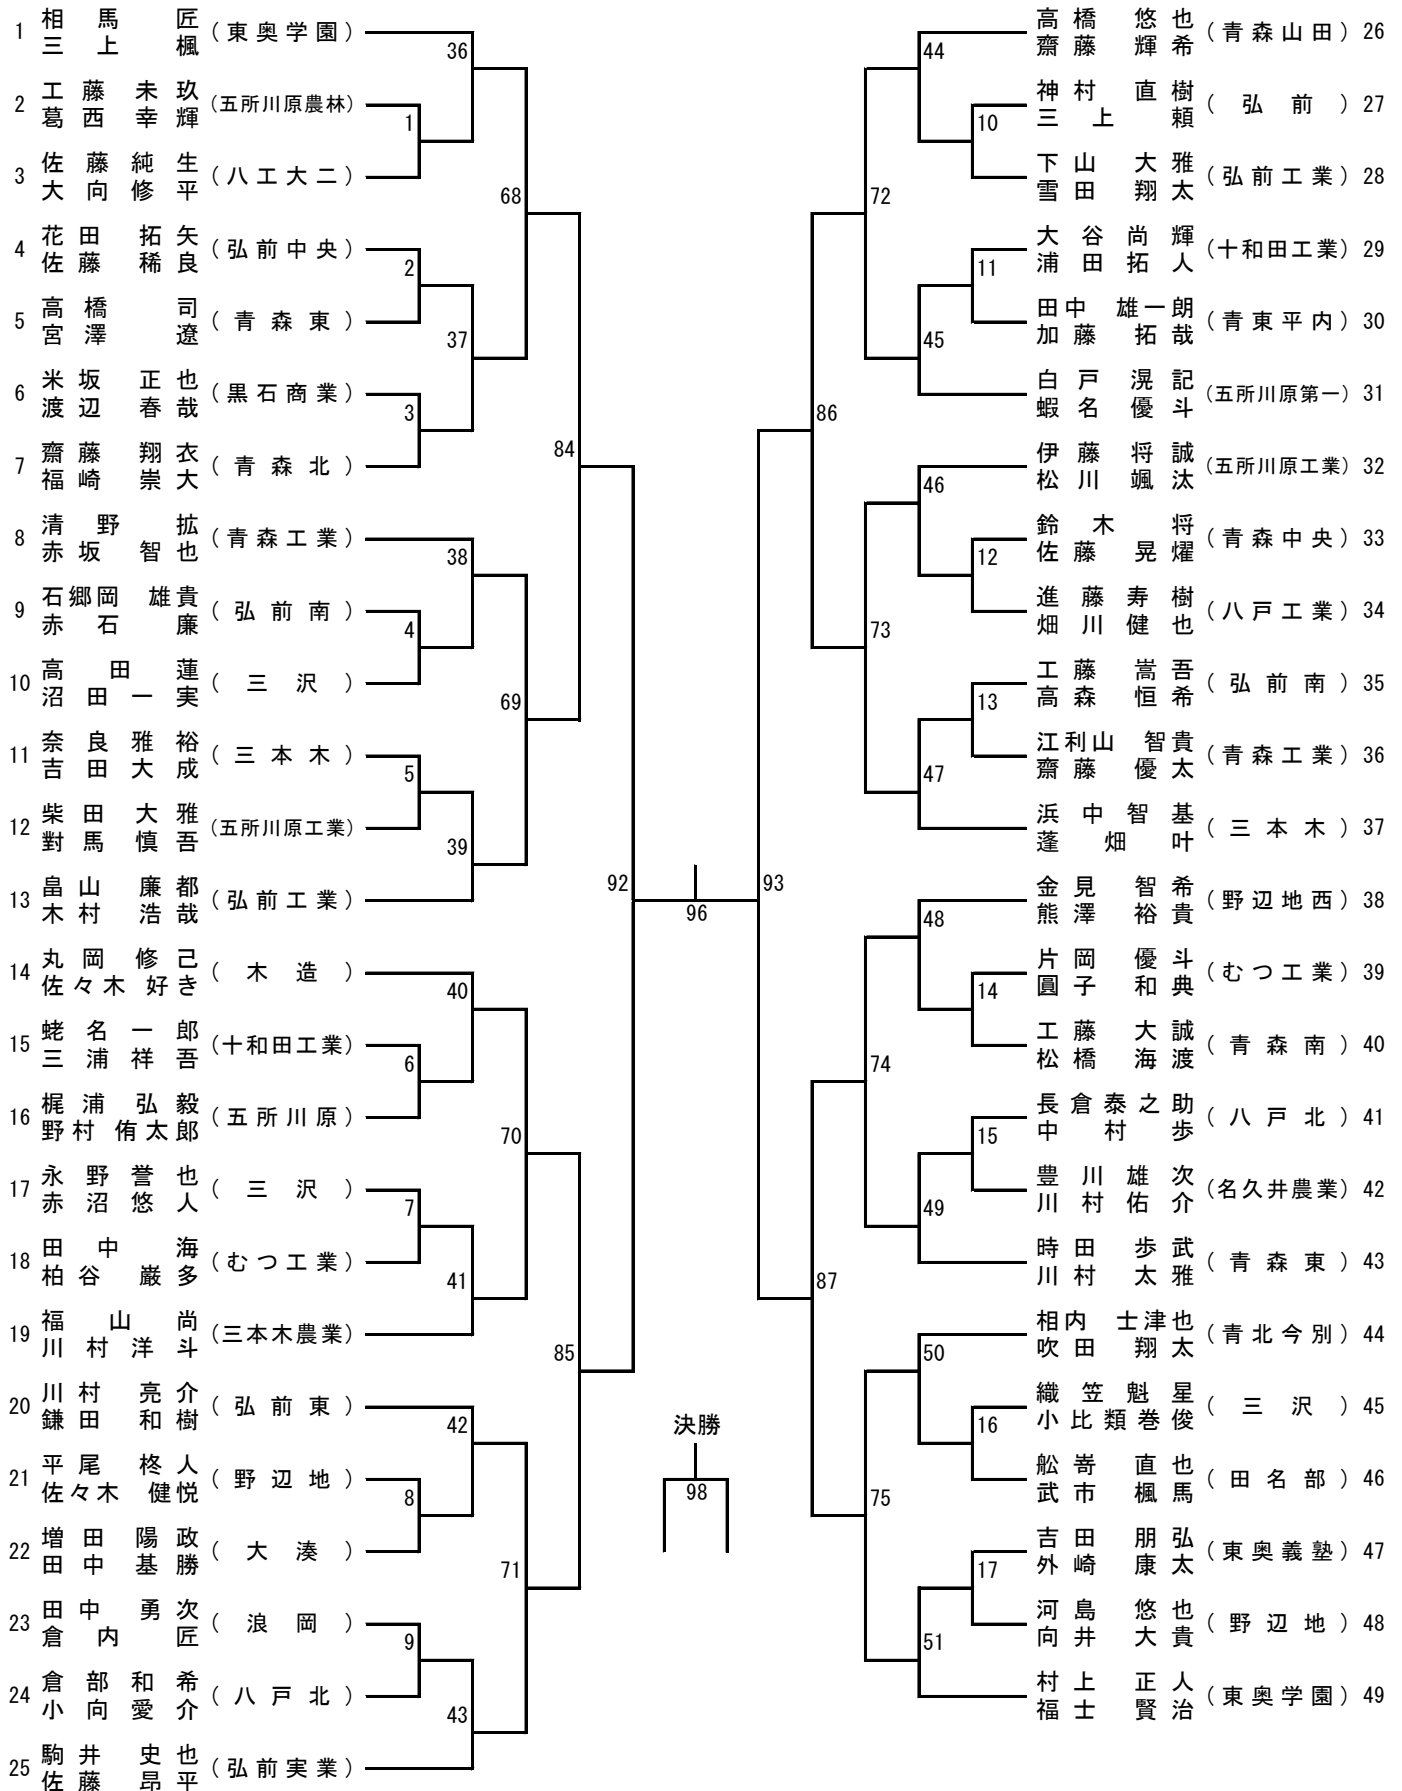 1 相馬 匠 (東奥学園)
三上 楓
2 工藤 未玖 (五所川原農林)
葛西 幸輝
3 佐藤 純生 (八工大二)
大向 修平
4 花田 拓矢 (弘前中央)
佐藤 稀良
5 高橋 司 (青森東)
宮澤 遼
6 米坂 正也 (黒石商業)
渡辺 春哉
7 齋藤 翔衣 (青森北)
福崎 崇大
8 清野 拡 (青森工業)
赤坂 智也
9 石郷岡 雄貴 (弘前南)
赤石 廉
10 高田 蓮 (三沢)
沼田 一実
11 奈良 雅裕 (三本木)
吉田 大成
12 柴田 大雅 (五所川原工業)
對馬 慎吾
13 畠山 廉都 (弘前工業)
木村 浩哉
14 丸岡 修己 (木造)
佐々木 好き
15 蛯名 一郎 (十和田工業)
三浦 祥吾
16 梶浦 弘毅 (五所川原)
野村 侑太郎
17 永野 誉也 (三沢)
赤沼 悠人
18 田中 海 (むつ工業)
柏谷 巌多
19 福山 尚 (三本木農業)
川村 洋斗
20 川村 亮介 (弘前東)
鎌田 和樹
21 平尾 柊人 (野辺地)
佐々木 健悦
22 増田 陽政 (大湊)
田中 基勝
23 田中 勇次 (浪岡)
倉内 匠
24 倉部 和希 (八戸北)
小向 愛介
25 駒井 史也 (弘前実業)
佐藤 昂平
36
1
68
2
37
3
84
38
4
69
5
39
92
40
6
70
7
41
85
42
8
71
9
43
96
決勝
98
93
44
10
72
11
45
86
46
12
73
13
47
48
14
74
15
49
87
50
16
75
17
51
高橋 悠也 (青森山田) 26
齋藤 輝希
神村 直樹 (弘前) 27
三上 頼
下山 大雅 (弘前工業) 28
雪田 翔太
大谷 尚輝 (十和田工業) 29
浦田 拓人
田中 雄一朗 (青東平内) 30
加藤 拓哉
白戸 滉記 (五所川原第一) 31
蝦名 優斗
伊藤 将誠 (五所川原工業) 32
松川 颯汰
鈴木 将 (青森中央) 33
佐藤 晃燿
進藤 寿樹 (八戸工業) 34
畑川 健也
工藤 嵩吾 (弘前南) 35
高森 恒希
江利山 智貴 (青森工業) 36
齋藤 優太
浜中 智基 (三本木) 37
蓬畑 叶
金見 智希 (野辺地西) 38
熊澤 裕貴
片岡 優斗 (むつ工業) 39
圓子 和典
工藤 大誠 (青森南) 40
松橋 海渡
長倉 泰之助 (八戸北) 41
中村 歩
豊川 雄次 (名久井農業) 42
川村 佑介
時田 歩武 (青森東) 43
川村 太雅
相内 士津也 (青北今別) 44
吹田 翔太
織笠 魁星 (三沢) 45
小比類巻 俊
舩嵜 直也 (田名部) 46
武市 楓馬
吉田 朋弘 (東奥義塾) 47
外崎 康太
河島 悠也 (野辺地) 48
向井 大貴
村上 正人 (東奥学園) 49
福士 賢治